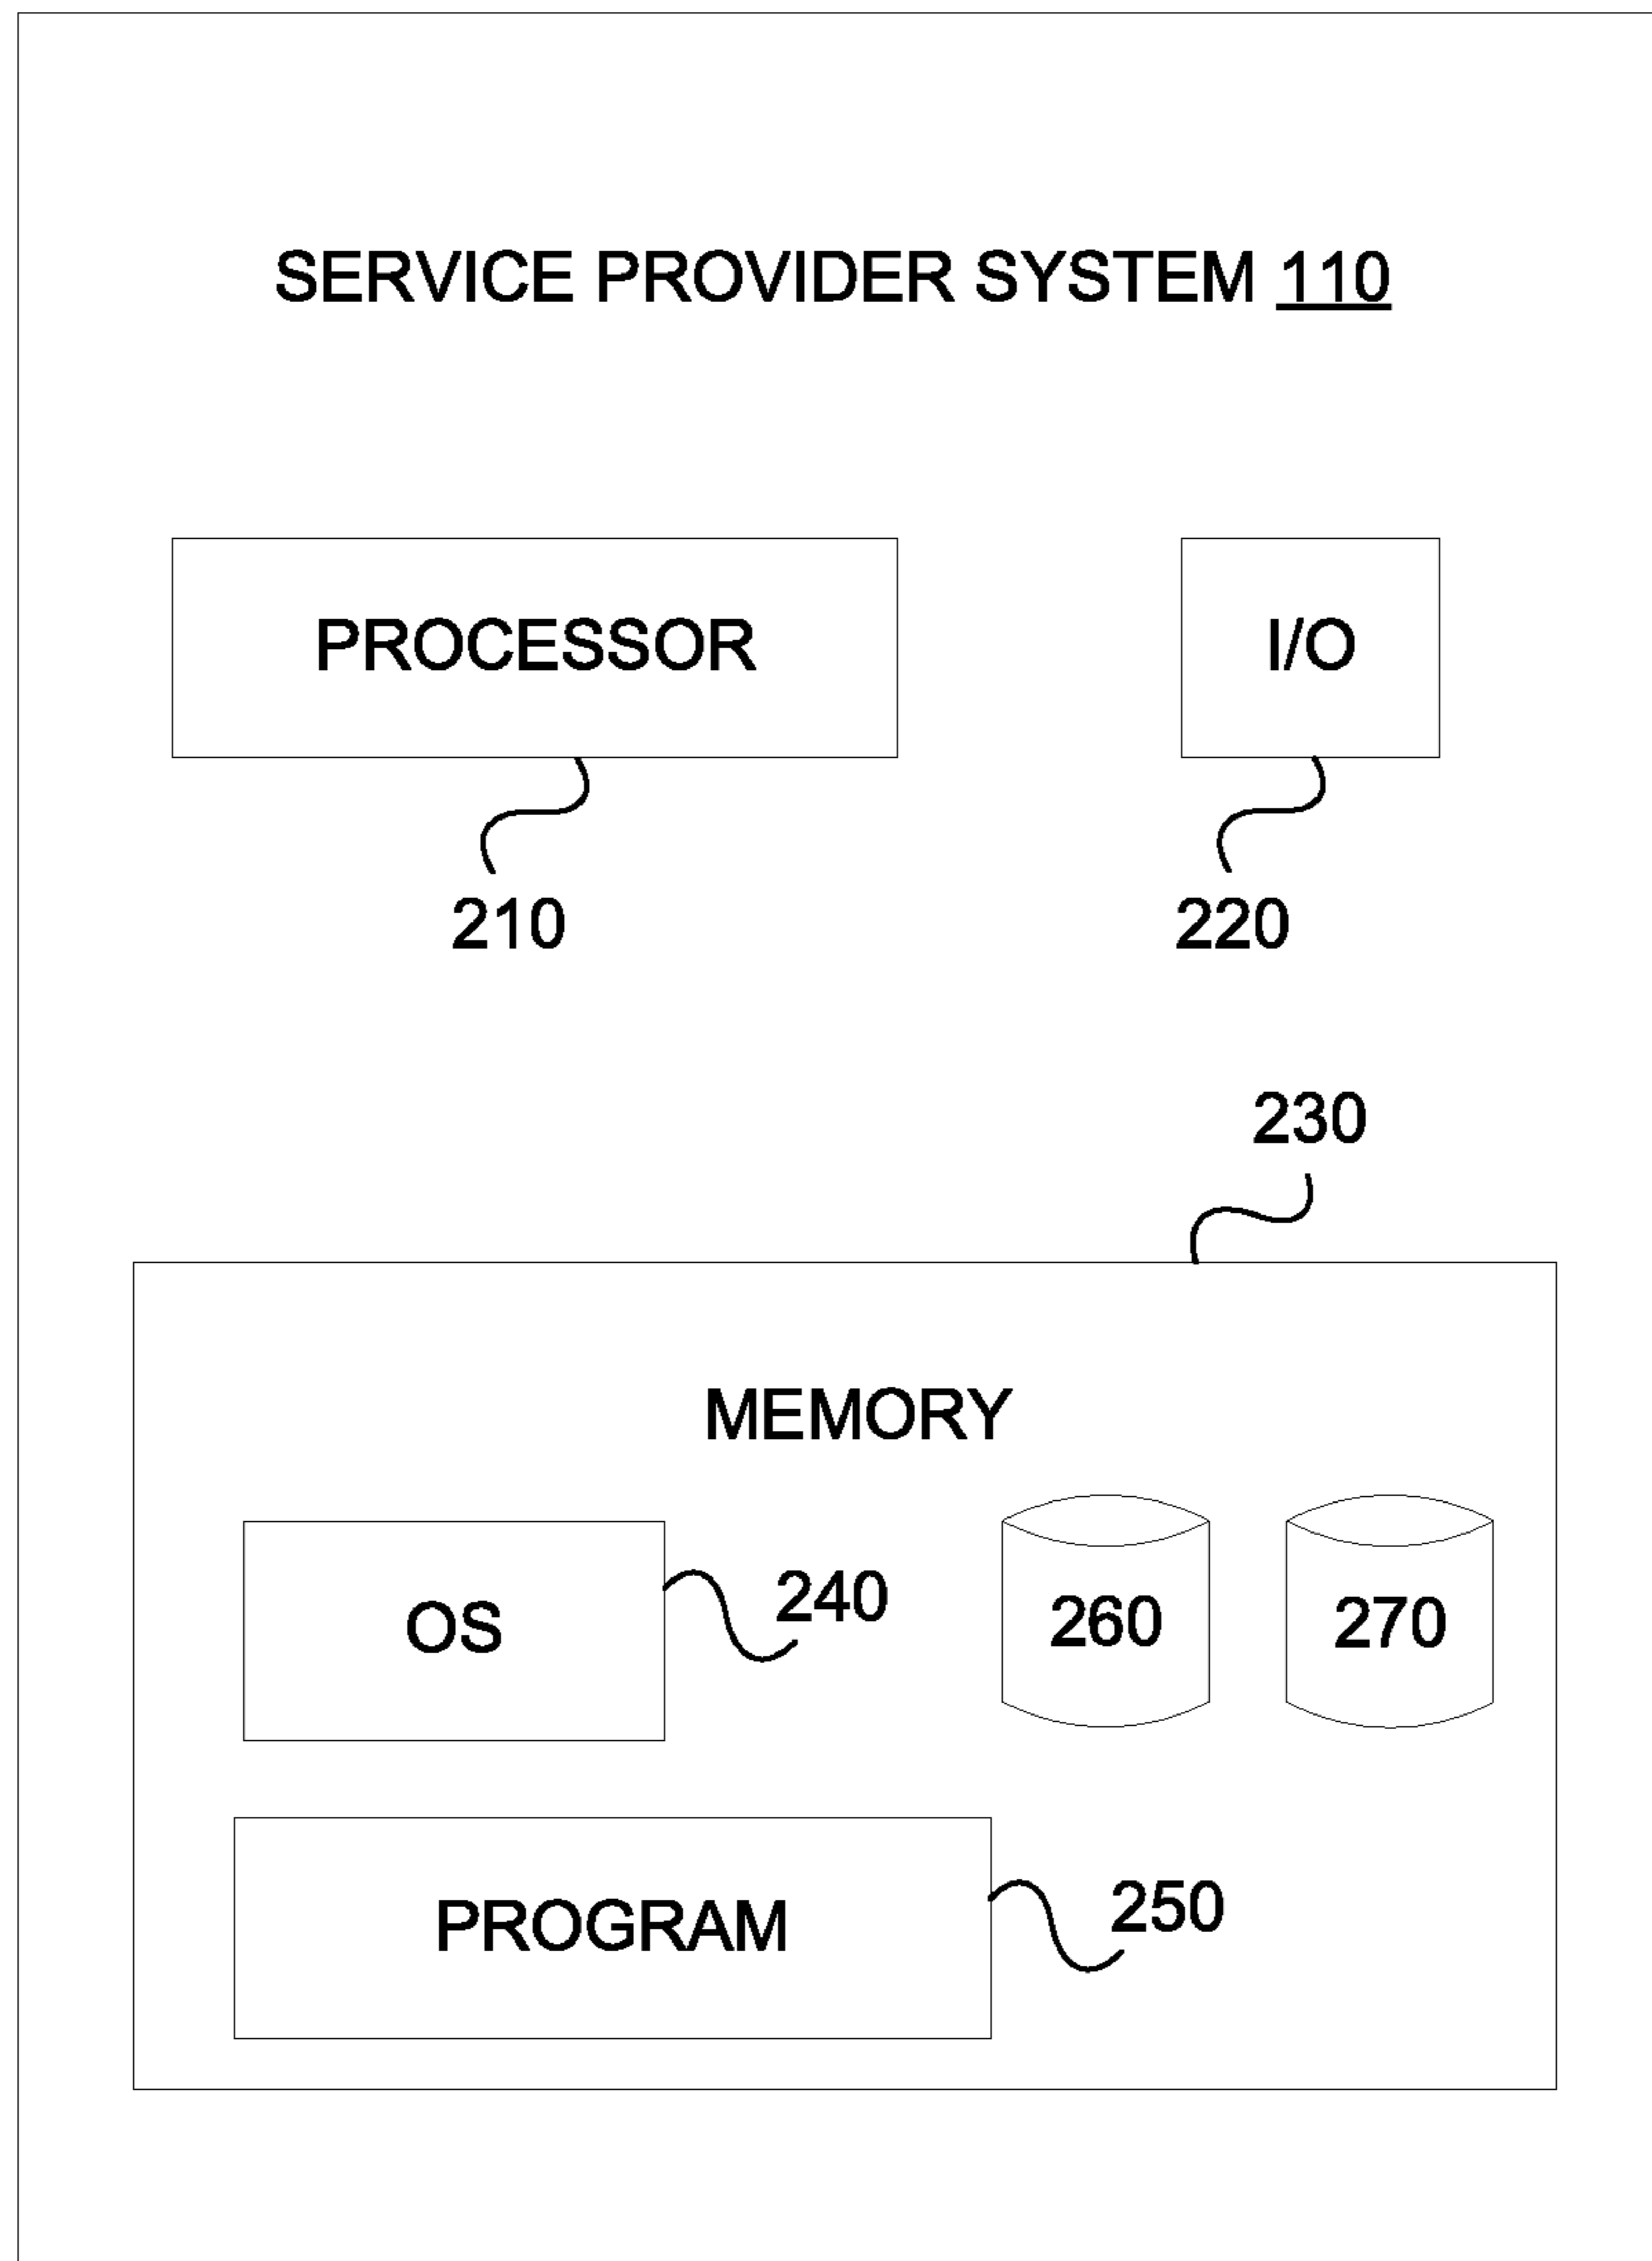 SERVICE PROVIDER SYSTEM 110
PROCESSOR
I/O
210
220
230
MEMORY
OS
240
260
270
PROGRAM
250